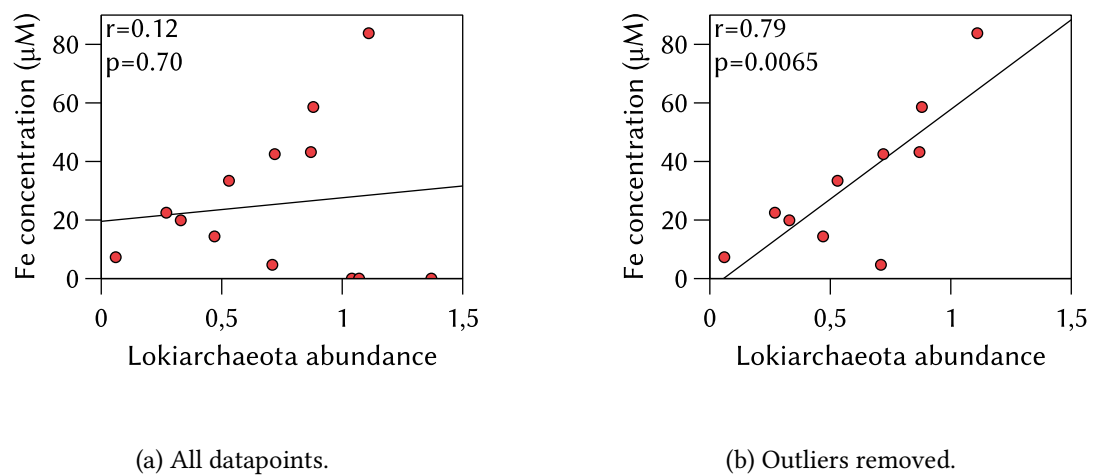 r=0.12
p=0.70
Fe concentration (μM)
80
60
40
20
0
0 0,5 1 1,5
Lokiarchaeota abundance
(a) All datapoints.
r=0.79
p=0.0065
Fe concentration (μM)
80
60
40
20
0
0 0,5 1 1,5
Lokiarchaeota abundance
(b) Outliers removed.